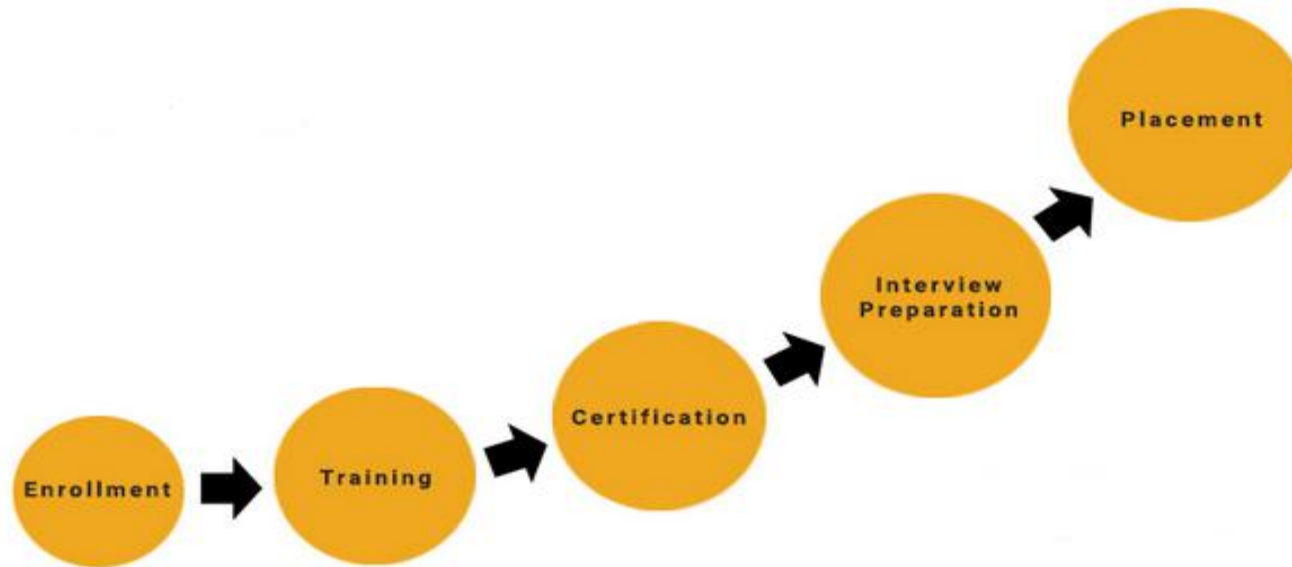 Enrollment
Training
Certification
Interview
Preparation
Placement